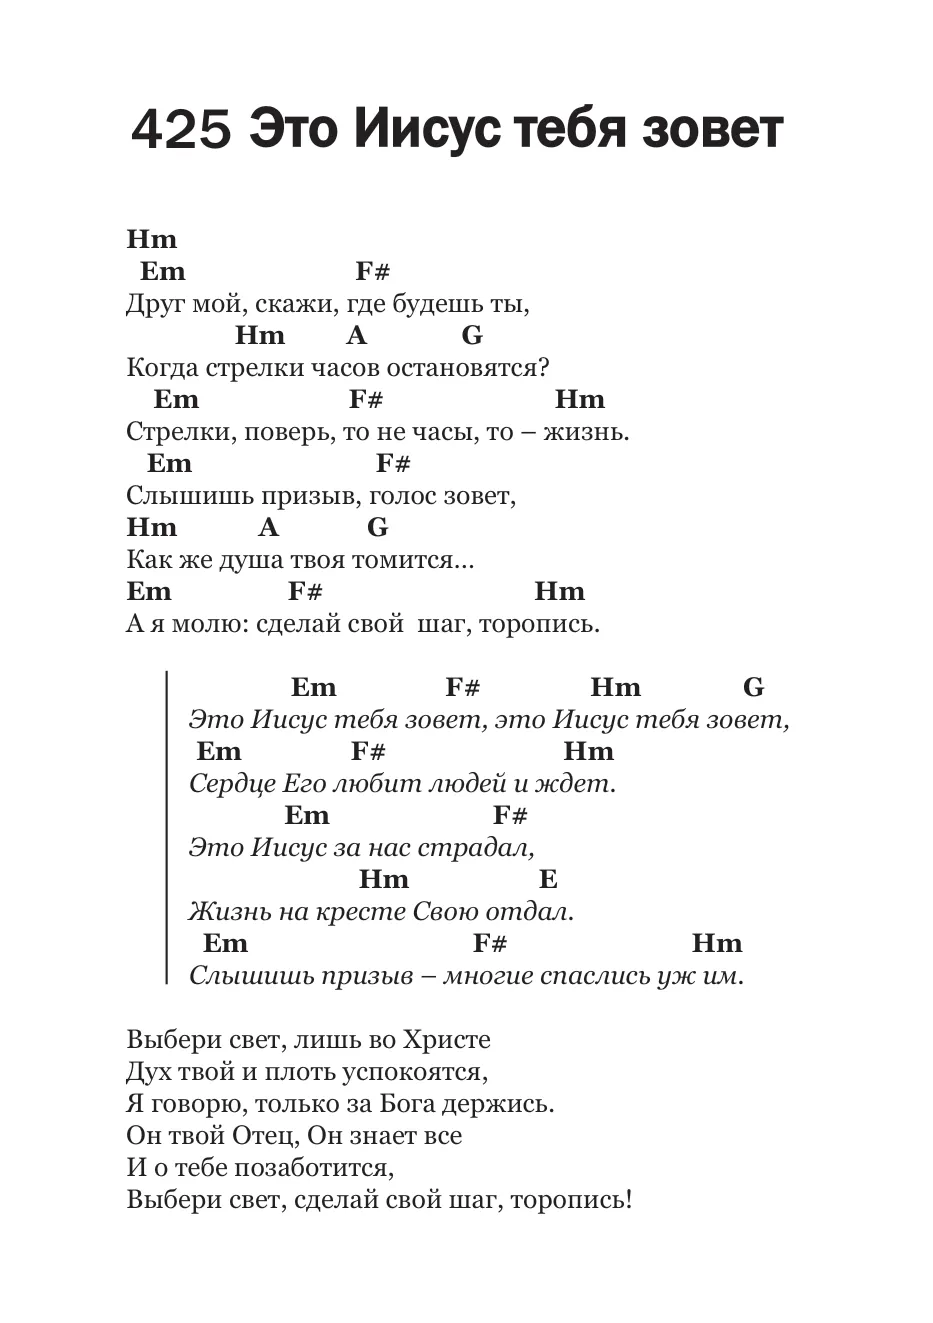 425 Это Иисус тебя зовет
Hm
Em F#
Друг мой, скажи, где будешь ты,
Hm A G
Когда стрелки часов остановятся?
Em F# Hm
Стрелки, поверь, то не часы, то – жизнь.
Em F#
Слышишь призыв, голос зовет,
Hm A G
Как же душа твоя томится...
Em F# Hm
А я молю: сделай свой  шаг, торопись.
Em F# Hm G
Это Иисус тебя зовет, это Иисус тебя зовет,
Em F# Hm
Сердце Его любит людей и ждет.
Em F#
Это Иисус за нас страдал,
Hm E
Жизнь на кресте Свою отдал.
Em F# Hm
Слышишь призыв – многие спаслись уж им.
Выбери свет, лишь во Христе
Дух твой и плоть успокоятся,
Я говорю, только за Бога держись.
Он твой Отец, Он знает все
И о тебе позаботится,
Выбери свет, сделай свой шаг, торопись!